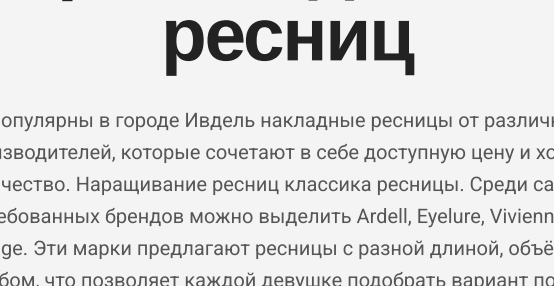 ресниц
опулярны в городе Ивдель накладные ресницы от различн
зводителей, которые сочетают в себе доступную цену и хо
чество. Наращивание ресниц классика ресницы. Среди са
ебованных брендов можно выделить Ardell, Eyelure, Vivienn
ge. Эти марки предлагают ресницы с разной длиной, объё
бом, что позволяет каждой девушке подобрать вариант по